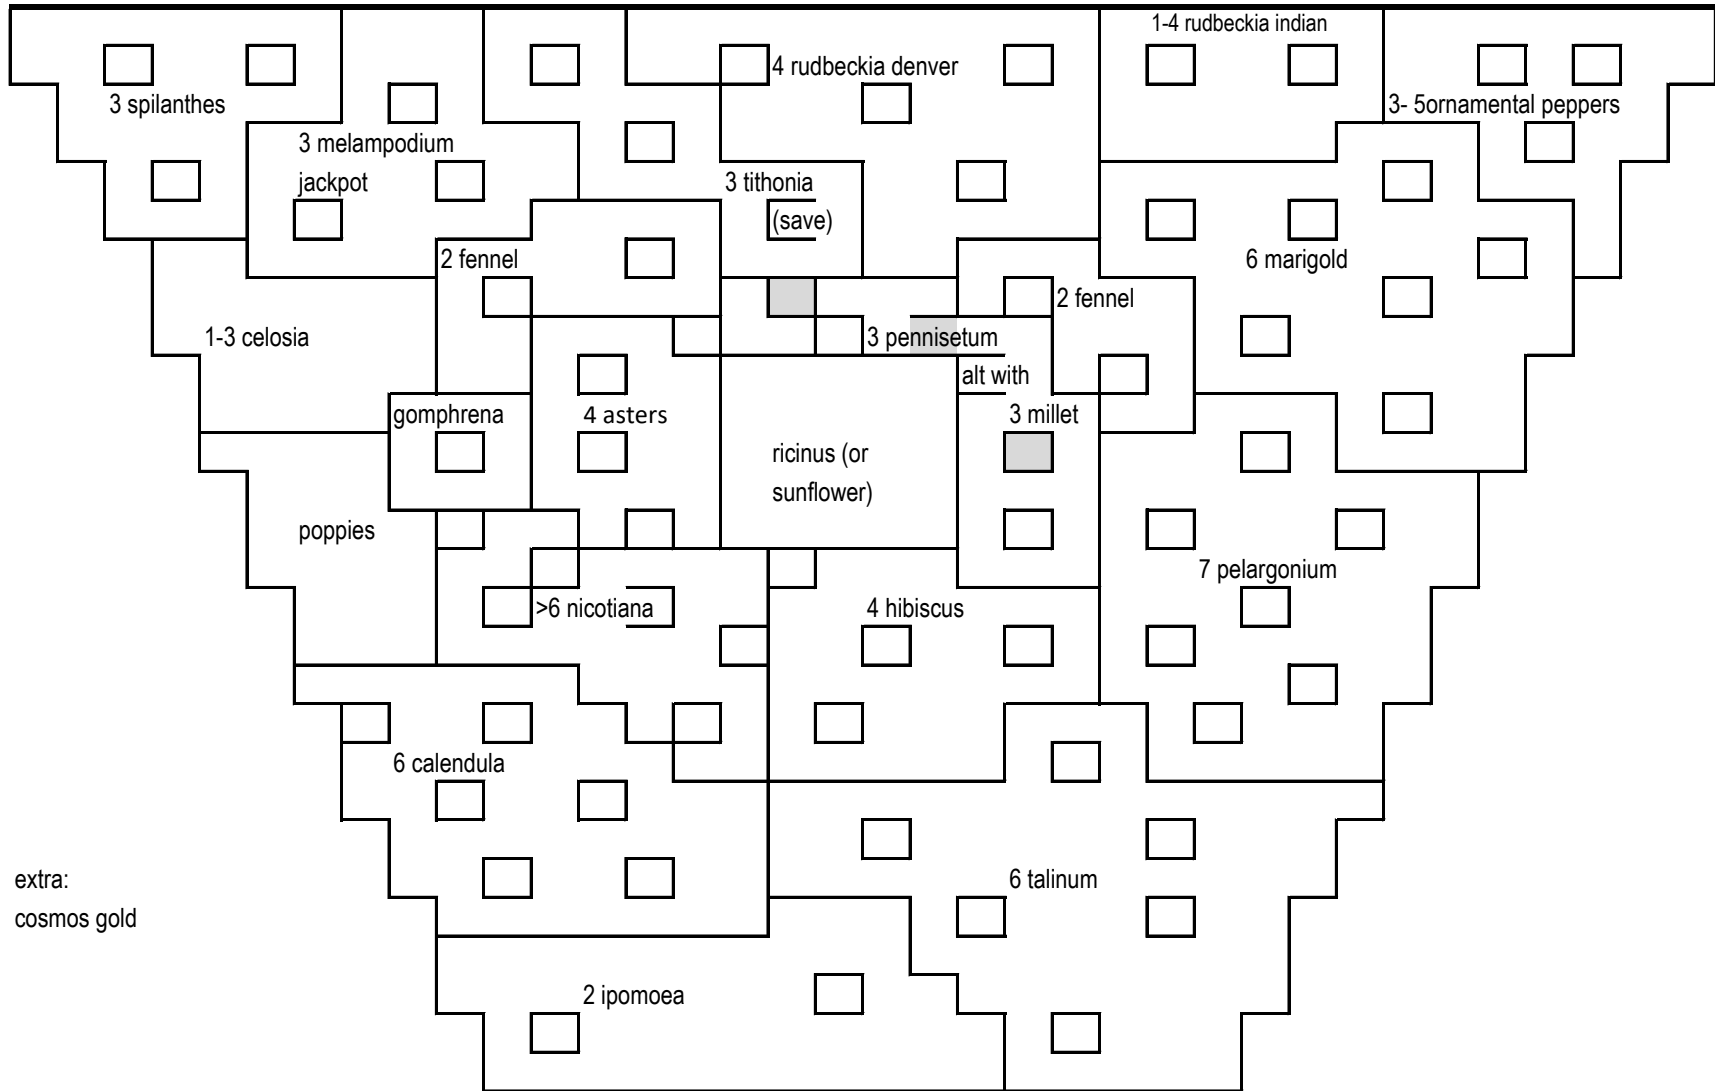 1-4 rudbeckia indian
4 rudbeckia denver
3 spilanthes
3- 5ornamental peppers
3 melampodium
jackpot
3 tithonia
(save)
2 fennel
6 marigold
2 fennel
1-3 celosia
3 pennisetum
alt with
3 millet
gomphrena
4 asters
ricinus (or
sunflower)
poppies
7 pelargonium
>6 nicotiana
4 hibiscus
6 calendula
extra:
cosmos gold
6 talinum
2 ipomoea